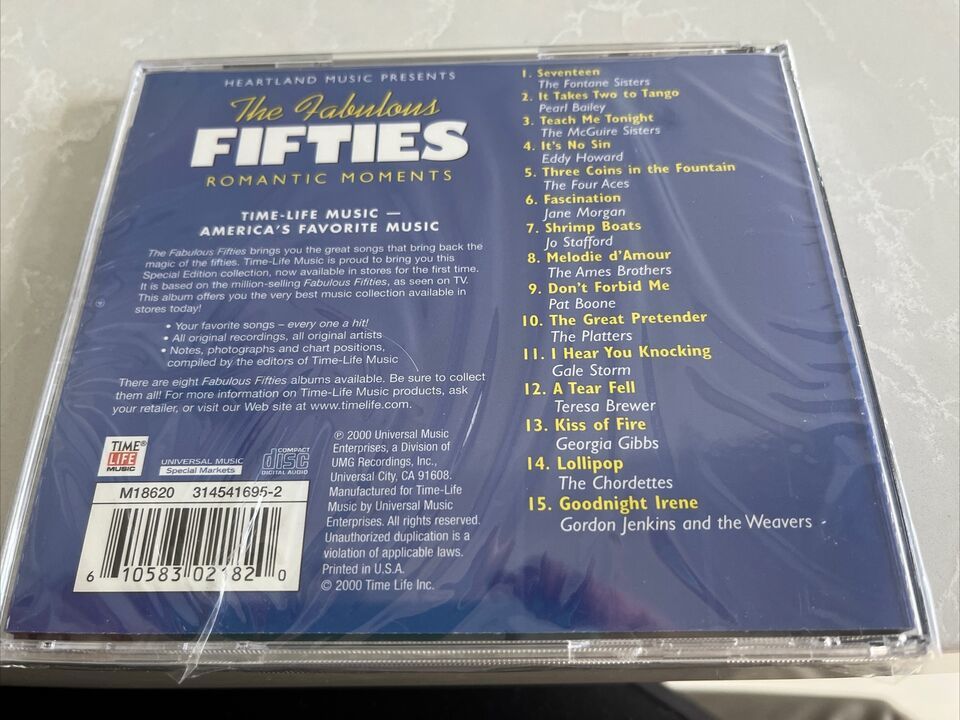 HEARTLAND MUSIC PRESENTS
The Fabulous
FIFTIES
ROMANTIC MOMENTS
TIME-LIFE MUSIC —
AMERICA'S FAVORITE MUSIC
The Fabulous Fifties brings you the great songs that bring back the
magic of the fifties. Time-Life Music is proud to bring you this
Special Edition collection, now available in stores for the first time.
It is based on the million-selling Fabulous Fifties, as seen on TV.
This album offers you the very best music collection available in
stores today!
• Your favorite songs – every one a hit!
• All original recordings, all original artists
• Notes, photographs and chart positions,
compiled by the editors of Time-Life Music
There are eight Fabulous Fifties albums available. Be sure to collect
them all! For more information on Time-Life Music products, ask
your retailer, or visit our Web site at www.timelife.com.
TIME®
LIFE
MUSIC
UNIVERSAL MUSIC
Special Markets
COMPACT
disc
DIGITAL AUDIO
M18620 314541695-2
6 10583 02182 0
℗ 2000 Universal Music
Enterprises, a Division of
UMG Recordings, Inc.,
Universal City, CA 91608.
Manufactured for Time-Life
Music by Universal Music
Enterprises. All rights reserved.
Unauthorized duplication is a
violation of applicable laws.
Printed in U.S.A.
© 2000 Time Life Inc.
1. Seventeen
The Fontane Sisters
2. It Takes Two to Tango
Pearl Bailey
3. Teach Me Tonight
The McGuire Sisters
4. It's No Sin
Eddy Howard
5. Three Coins in the Fountain
The Four Aces
6. Fascination
Jane Morgan
7. Shrimp Boats
Jo Stafford
8. Melodie d'Amour
The Ames Brothers
9. Don't Forbid Me
Pat Boone
10. The Great Pretender
The Platters
11. I Hear You Knocking
Gale Storm
12. A Tear Fell
Teresa Brewer
13. Kiss of Fire
Georgia Gibbs
14. Lollipop
The Chordettes
15. Goodnight Irene
Gordon Jenkins and the Weavers